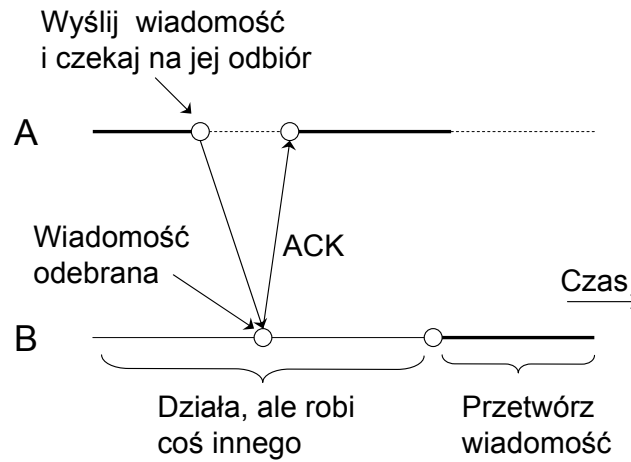 Wyślij wiadomość
i czekaj na jej odbiór
A
Wiadomość
odebrana
ACK
Czas
B
Działa, ale robi
coś innego
Przetwórz
wiadomość